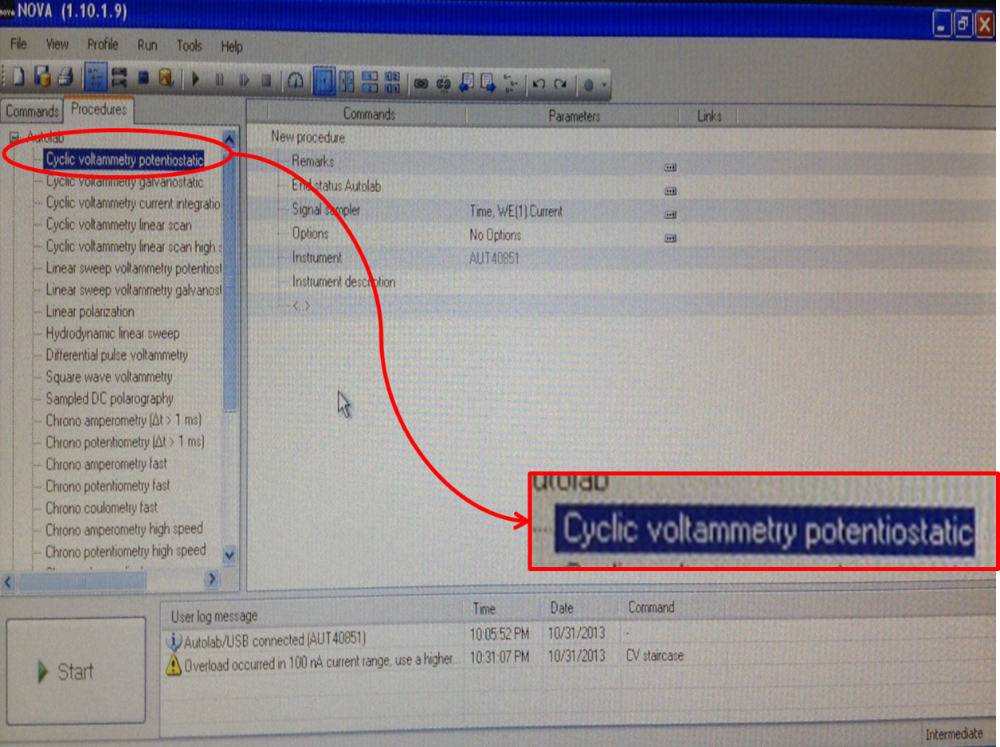 NOVA (1.10.1.9)
File View Profile Run Tools Help
Commands Procedures
Autolab
Cyclic voltammetry potentiostatic
Cyclic voltammetry galvanostatic
Cyclic voltammetry current integratio
Cyclic voltammetry linear scan
Cyclic voltammetry linear scan high s
Linear sweep voltammetry potentiost
Linear sweep voltammetry galvanost
Linear polarization
Hydrodynamic linear sweep
Differential pulse voltammetry
Square wave voltammetry
Sampled DC polarography
Chrono amperometry (Δt > 1 ms)
Chrono potentiometry (Δt > 1 ms)
Chrono amperometry fast
Chrono potentiometry fast
Chrono coulometry fast
Chrono amperometry high speed
Chrono potentiometry high speed
Commands Parameters Links
New procedure
Remarks
End status Autolab
Signal sampler Time, WE(1).Current
Options No Options
Instrument AUT40851
Instrument description
<..>
utolab
Cyclic voltammetry potentiostatic
Start
User log message Time Date Command
Autolab/USB connected (AUT40851) 10:05:52 PM 10/31/2013 -
Overload occurred in 100 nA current range, use a higher... 10:31:07 PM 10/31/2013 CV staircase
Intermediate